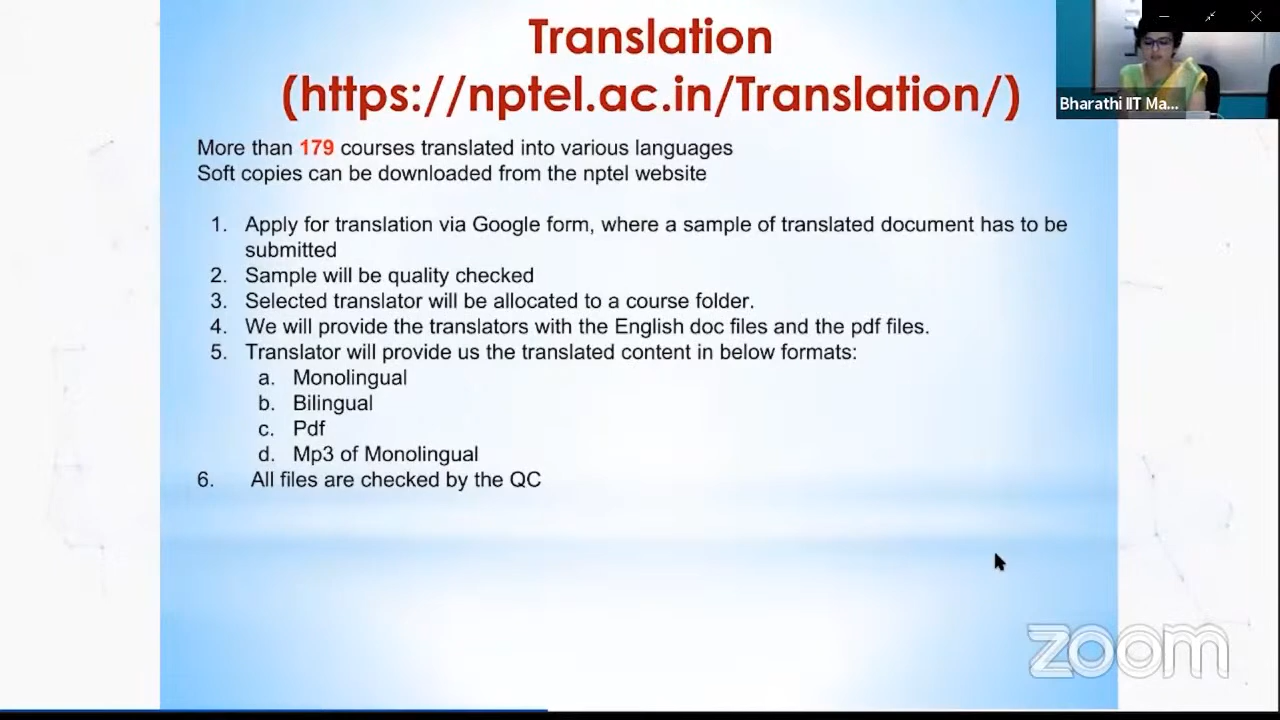 Translation
(https://nptel.ac.in/Translation/)
Bharathi IIT Ma...
More than 179 courses translated into various languages
Soft copies can be downloaded from the nptel website
1. Apply for translation via Google form, where a sample of translated document has to be
submitted
2. Sample will be quality checked
3. Selected translator will be allocated to a course folder.
4. We will provide the translators with the English doc files and the pdf files.
5. Translator will provide us the translated content in below formats:
a. Monolingual
b. Bilingual
c. Pdf
d. Mp3 of Monolingual
6. All files are checked by the QC
zoom